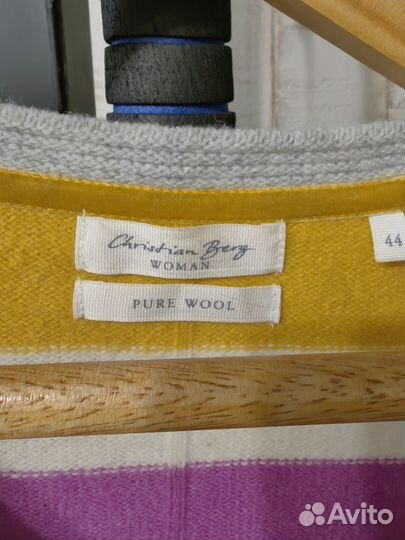 Christian Berg
WOMAN
44
PURE WOOL
Avito